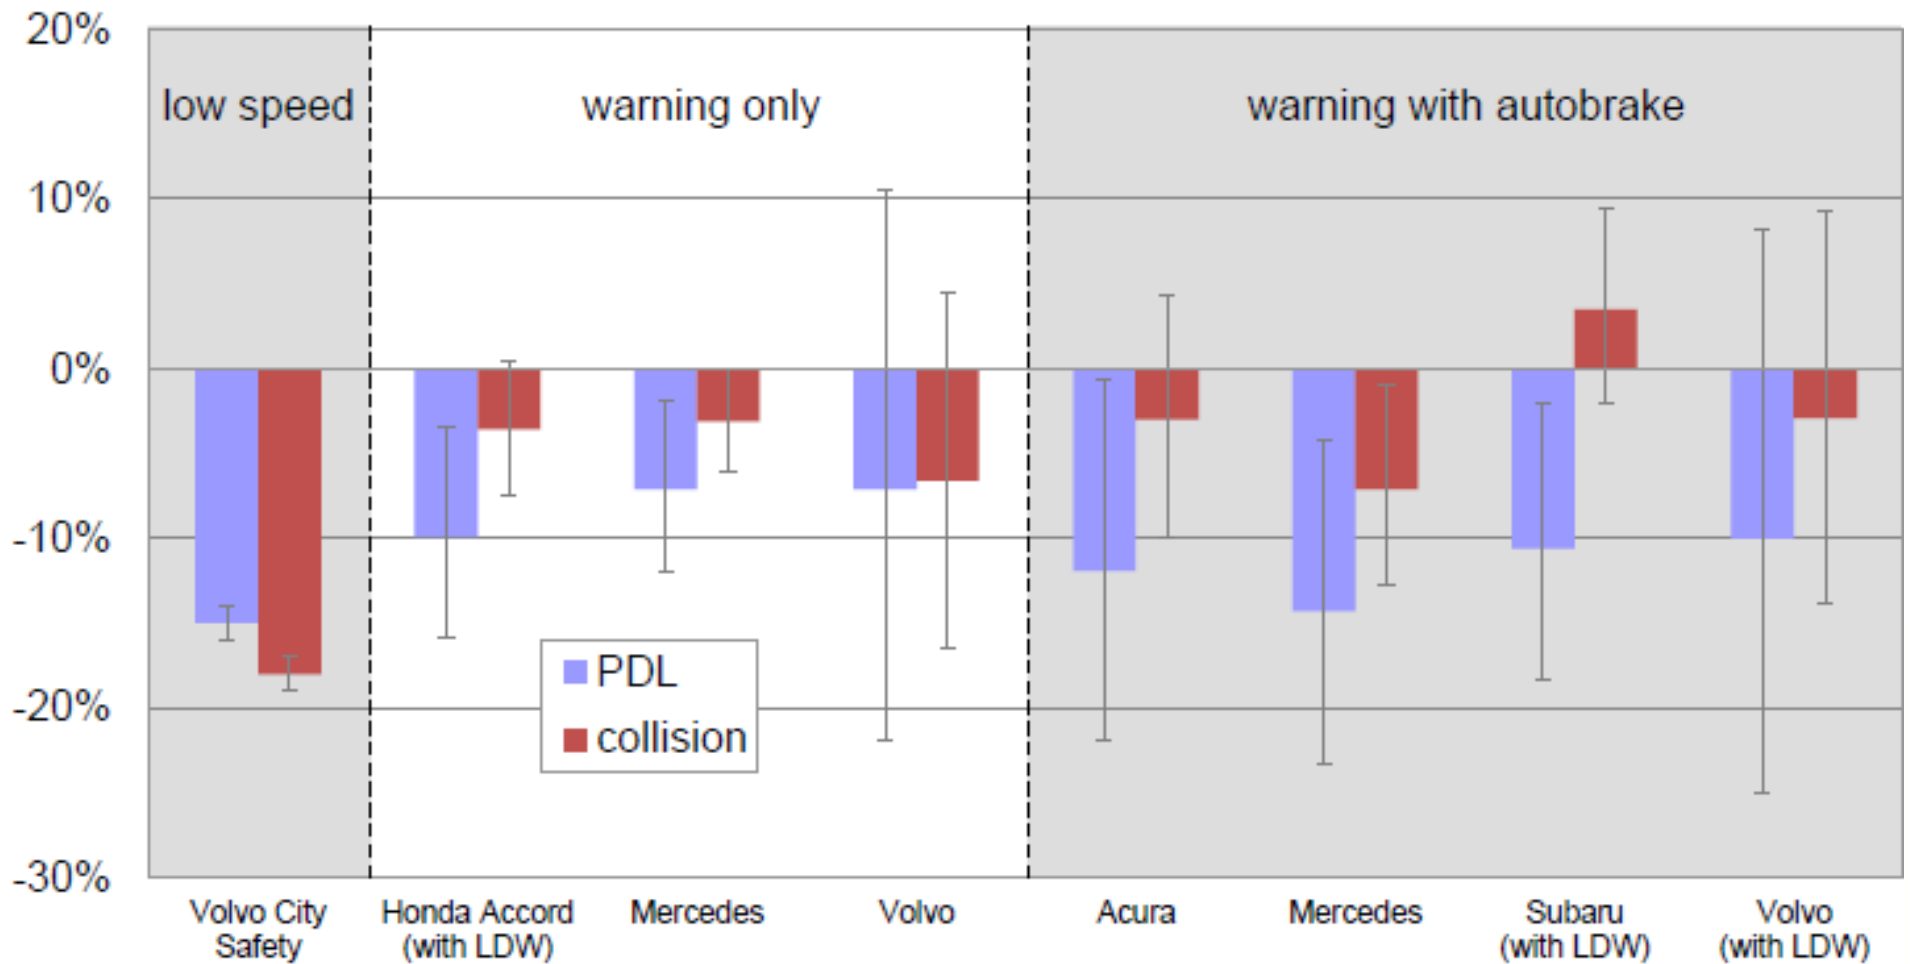 20%
10%
0%
-10%
-20%
-30%
low speed
warning only
warning with autobrake
PDL
collision
Volvo City
Safety
Honda Accord
(with LDW)
Mercedes
Volvo
Acura
Mercedes
Subaru
(with LDW)
Volvo
(with LDW)